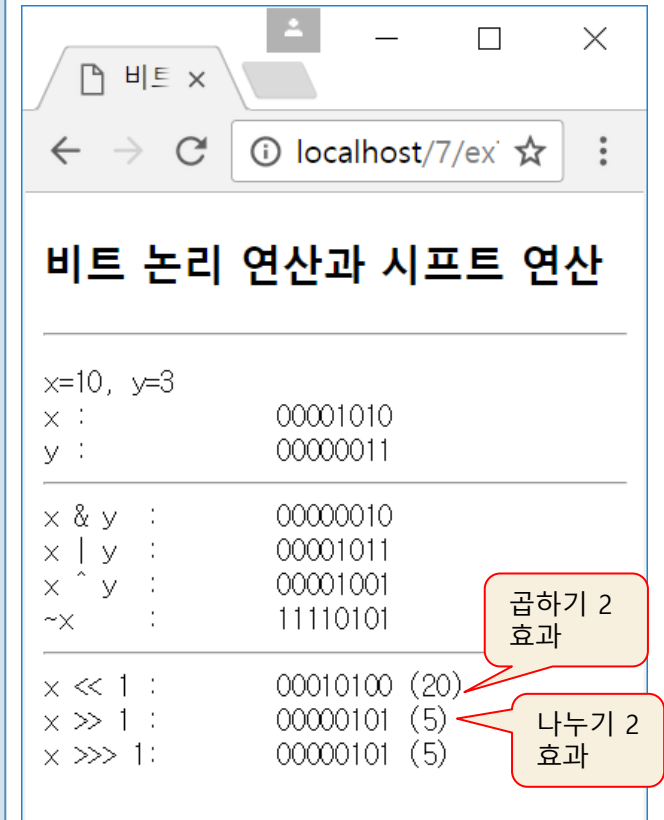 비트
localhost/7/ex
비트 논리 연산과 시프트 연산
x=10, y=3
x : 00001010
y : 00000011
x & y : 00000010
x | y : 00001011
x ^ y : 00001001
~x : 11110101
곱하기 2
효과
x << 1 : 00010100 (20)
x >> 1 : 00000101 (5)
x >>> 1: 00000101 (5)
나누기 2
효과